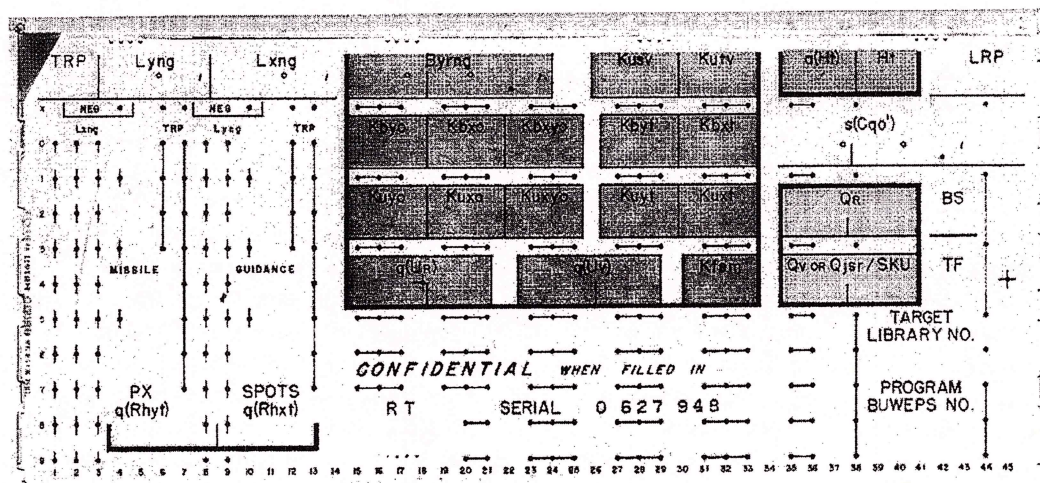 TRP Lyng Lxng Byrng Kusv Kutv q(Ht) Ht LRP
x NEG NEG
Lxng TRP Lyng TRP
Kbyo Kbxo Kbxyo Kbyt Kbxt s(Cqo')
0
1
Kuyo Kuxo Kuxyo Kuyt Kuxt QR BS
2
3
MISSILE GUIDANCE q(ωR) q(Uv) Kfsm Qv OR Qjsr/SKU TF
4
5
TARGET
LIBRARY NO.
6
CONFIDENTIAL WHEN FILLED IN
7
PX SPOTS PROGRAM
q(Rhyt) q(Rhxt) RT SERIAL 0 627 948 BUWEPS NO.
8
9
1 2 3 4 5 6 7 8 9 10 11 12 13 14 15 16 17 18 19 20 21 22 23 24 25 26 27 28 29 30 31 32 33 34 35 36 37 38 39 40 41 42 43 44 45